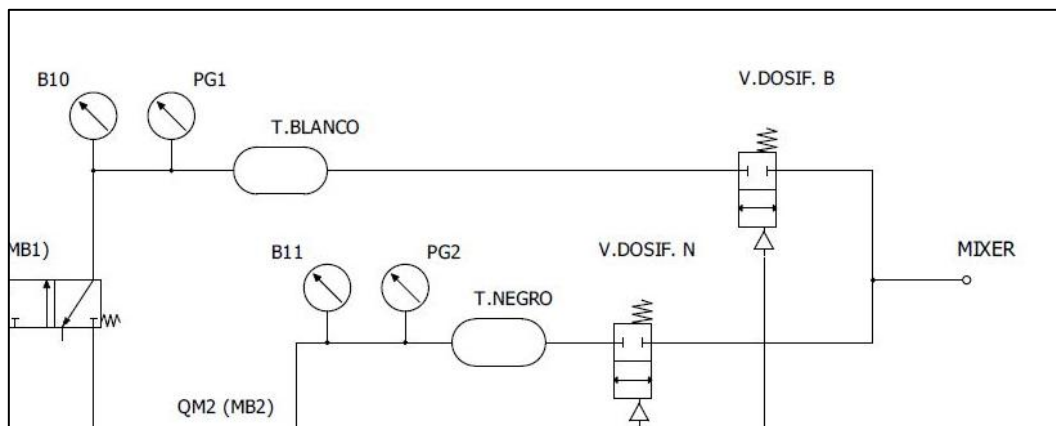 B10
PG1
V.DOSIF. B
T.BLANCO
MB1)
B11
PG2
V.DOSIF. N
MIXER
T.NEGRO
QM2 (MB2)